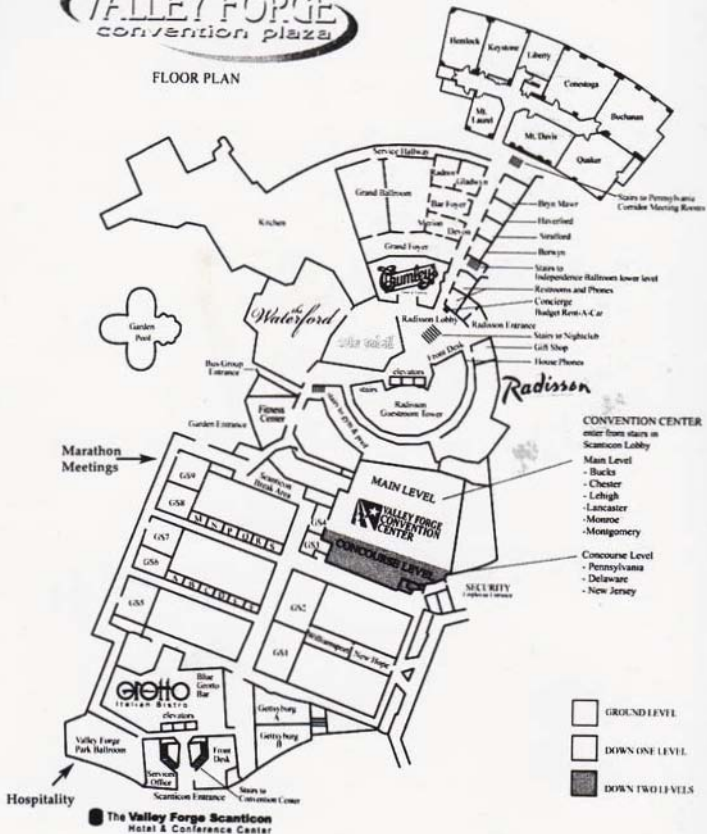 VALLEY FORGE
convention plaza
FLOOR PLAN
Hemlock
Keystone
Liberty
Conestoga
Buchanan
Mt. Laurel
Mt. Davis
Quaker
Stairs to Pennsylvania
Corridor Meeting Rooms
Service Hallway
Radnor
Gladwyn
Grand Ballroom
Bar Foyer
Merion
Devon
Kitchen
Grand Foyer
Bryn Mawr
Haverford
Stratford
Berwyn
Stairs to
Independence Ballroom lower level
Restrooms and Phones
Concierge
Budget Rent-A-Car
Chumley's
the
Waterford
Radisson Lobby
Radisson Entrance
Stairs to Nightclub
Gift Shop
House Phones
Front Desk
Garden
Pool
Bus-Group
Entrance
elevators
stairs
Radisson
Guestroom Tower
Radisson
stairs to gym & pool
Fitness
Center
Garden Entrance
CONVENTION CENTER
enter from stairs in
Scanticon Lobby
Main Level
- Bucks
- Chester
- Lehigh
-Lancaster
-Monroe
-Montgomery
Concourse Level
- Pennsylvania
- Delaware
- New Jersey
Marathon
Meetings
Scanticon
Break Area
MAIN LEVEL
VALLEY FORGE
CONVENTION
CENTER
CONCOURSE LEVEL
SECURITY
Employee Entrance
GS9
GS8
GS7
GS6
GS5
GS4
GS3
GS2
GS1
Williamsport
New Hope
Grotto
Italian Bistro
Blue
Grotto
Bar
elevators
Gettysburg
A
Gettysburg
B
Valley Forge
Park Ballroom
Services
Office
Front
Desk
Scanticon Entrance
Stairs to
Convention Center
Hospitality
The Valley Forge Scanticon
Hotel & Conference Center
GROUND LEVEL
DOWN ONE LEVEL
DOWN TWO LEVELS